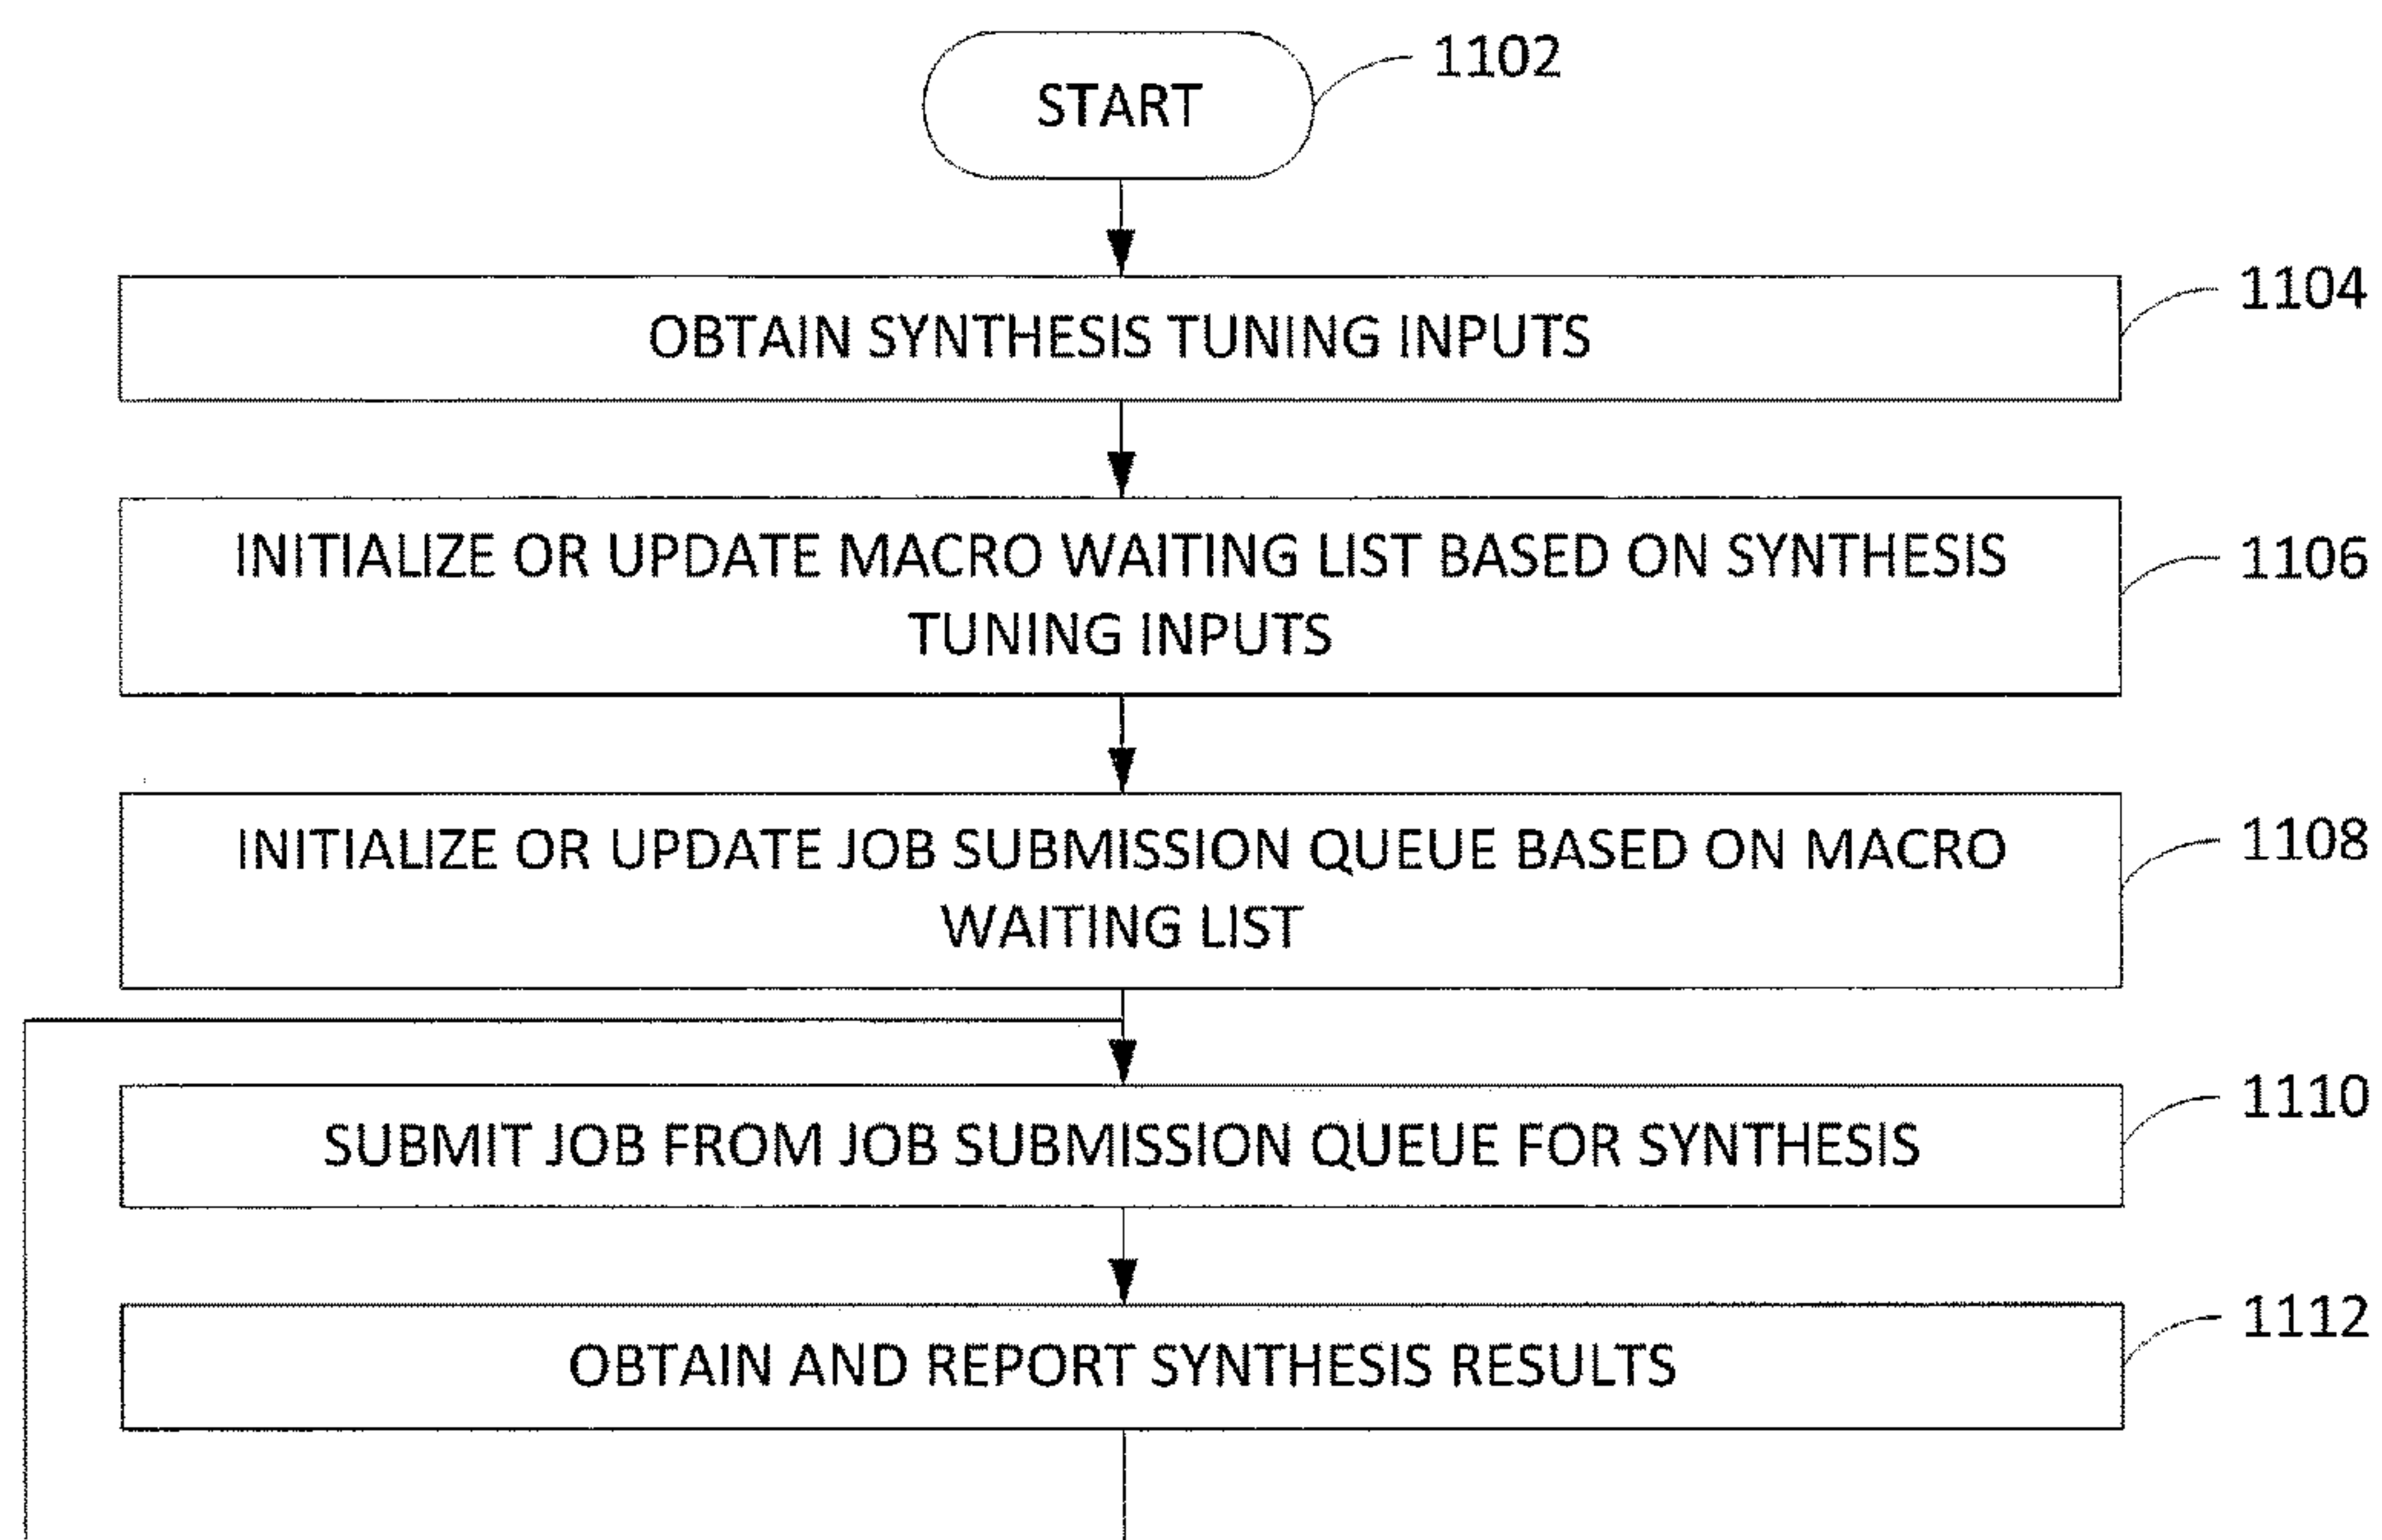 START
1102
OBTAIN SYNTHESIS TUNING INPUTS
1104
INITIALIZE OR UPDATE MACRO WAITING LIST BASED ON SYNTHESIS
TUNING INPUTS
1106
INITIALIZE OR UPDATE JOB SUBMISSION QUEUE BASED ON MACRO
WAITING LIST
1108
SUBMIT JOB FROM JOB SUBMISSION QUEUE FOR SYNTHESIS
1110
OBTAIN AND REPORT SYNTHESIS RESULTS
1112